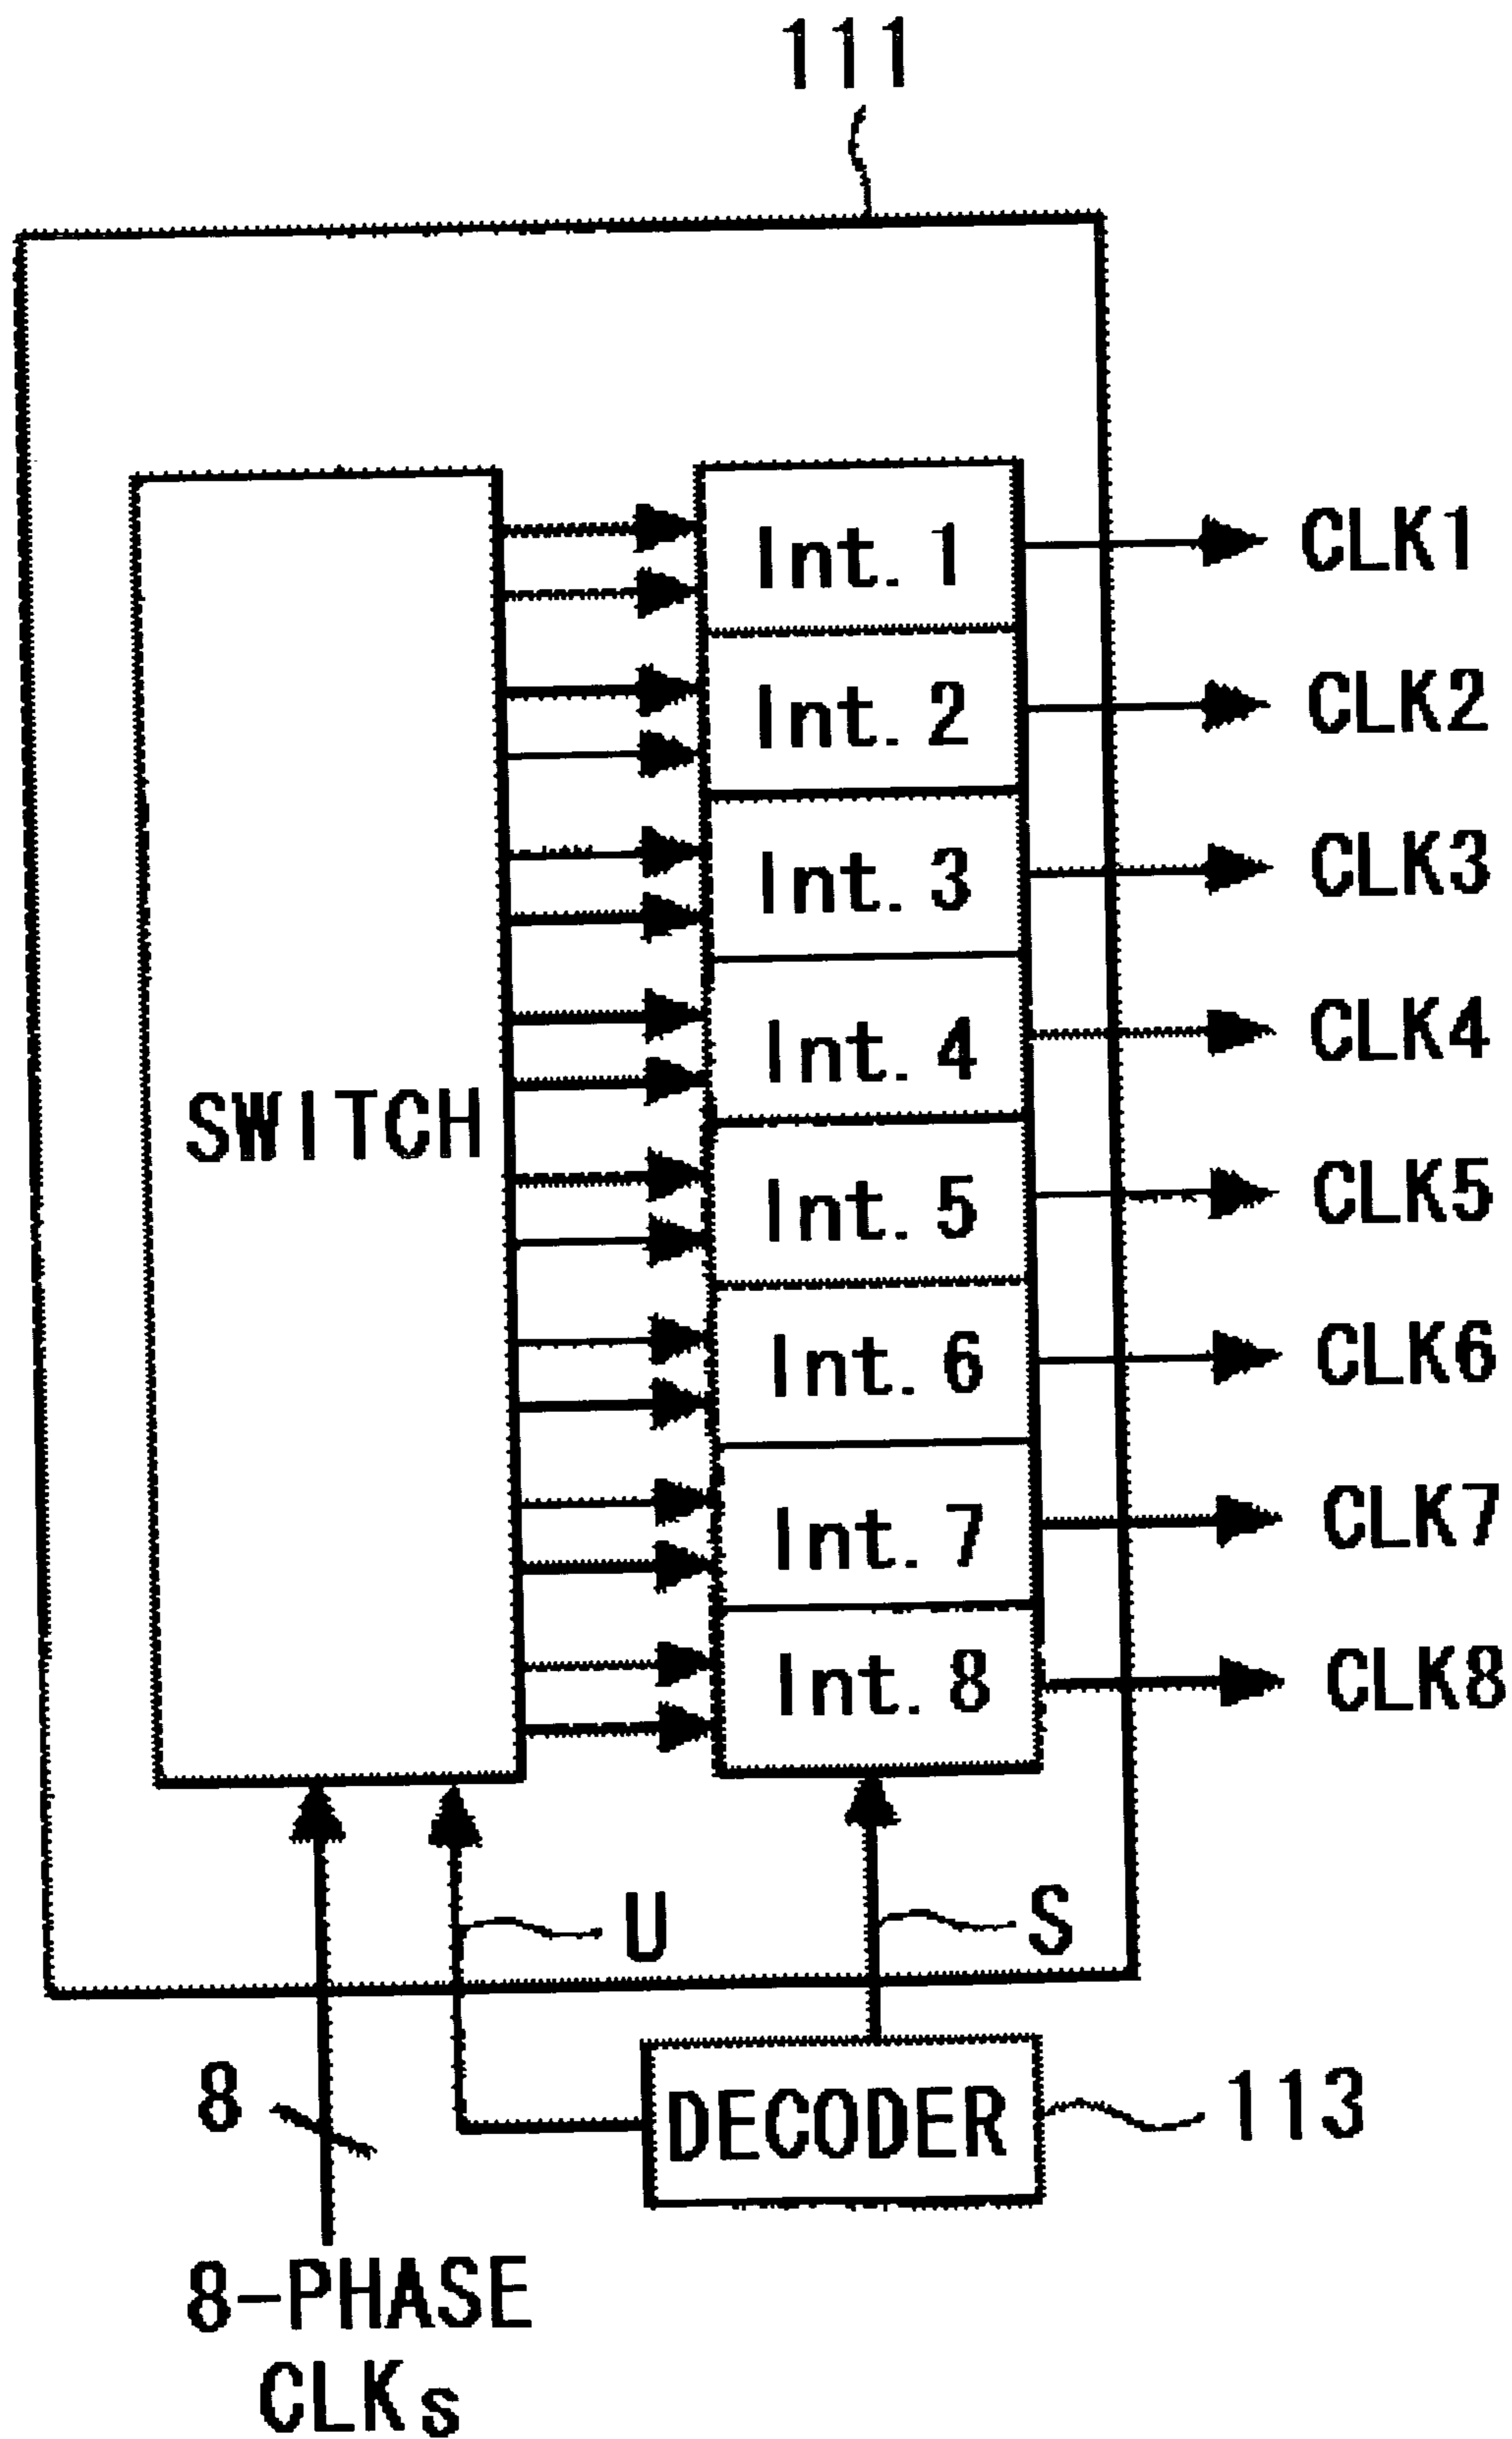 111
Int. 1
CLK1
Int. 2
CLK2
Int. 3
CLK3
Int. 4
CLK4
SWITCH
Int. 5
CLK5
Int. 6
CLK6
Int. 7
CLK7
Int. 8
CLK8
U
S
8
DECODER
113
8-PHASE
CLKs